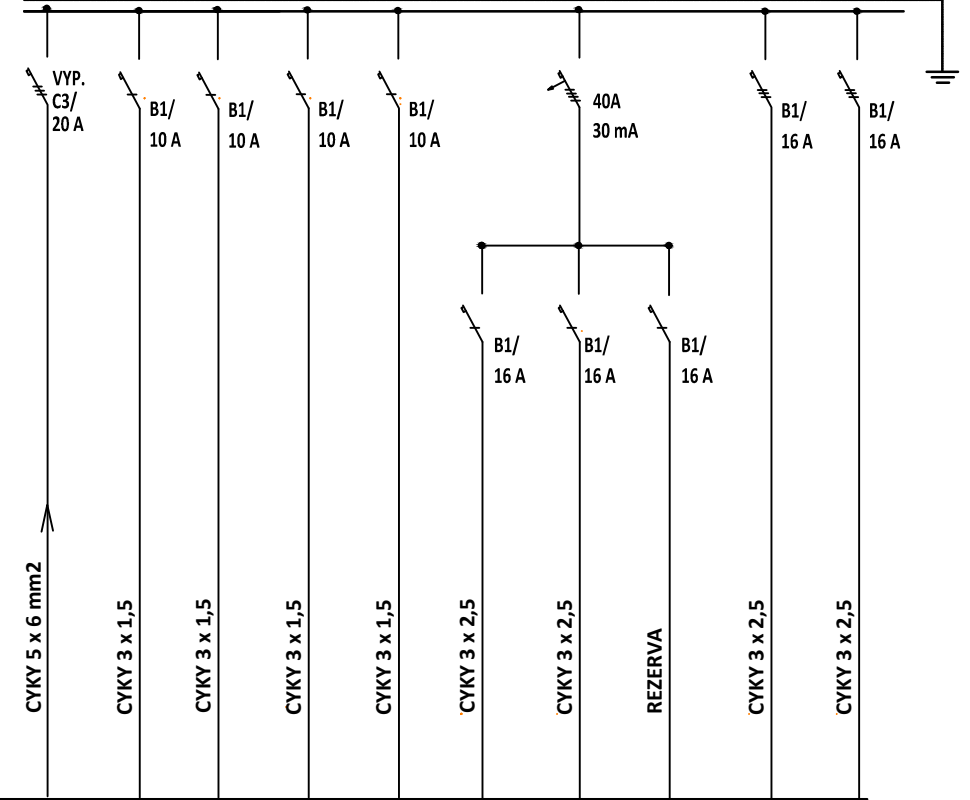 VYP.
C3/
20 A
B1/
10 A
B1/
10 A
B1/
10 A
B1/
10 A
40A
30 mA
B1/
16 A
B1/
16 A
B1/
16 A
B1/
16 A
B1/
16 A
CYKY 5 x 6 mm2
CYKY 3 x 1,5
CYKY 3 x 1,5
CYKY 3 x 1,5
CYKY 3 x 1,5
CYKY 3 x 2,5
CYKY 3 x 2,5
REZERVA
CYKY 3 x 2,5
CYKY 3 x 2,5